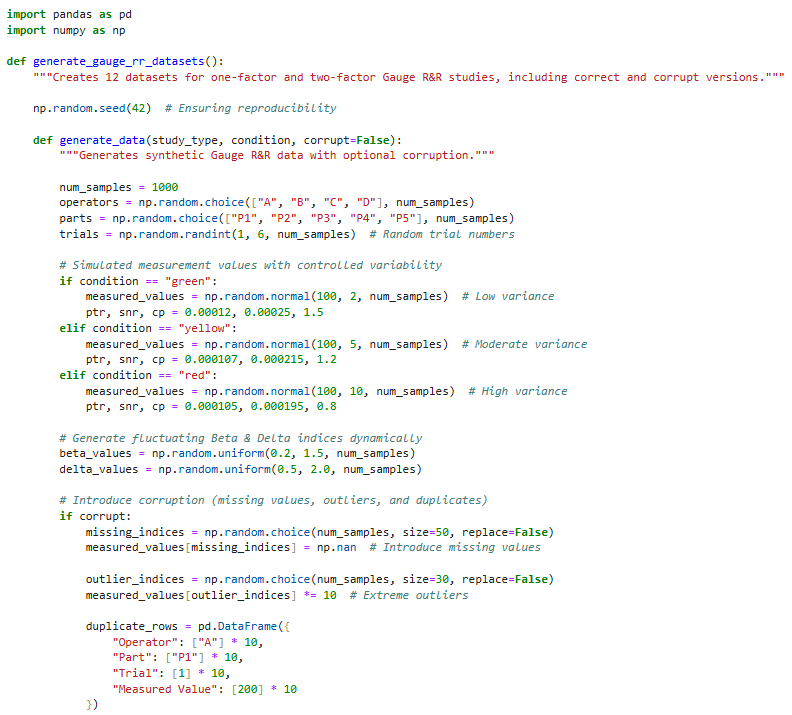 import pandas as pd
import numpy as np

def generate_gauge_rr_datasets():
    """Creates 12 datasets for one-factor and two-factor Gauge R&R studies, including correct and corrupt versions."""

    np.random.seed(42)  # Ensuring reproducibility

    def generate_data(study_type, condition, corrupt=False):
        """Generates synthetic Gauge R&R data with optional corruption."""

        num_samples = 1000
        operators = np.random.choice(["A", "B", "C", "D"], num_samples)
        parts = np.random.choice(["P1", "P2", "P3", "P4", "P5"], num_samples)
        trials = np.random.randint(1, 6, num_samples)  # Random trial numbers

        # Simulated measurement values with controlled variability
        if condition == "green":
            measured_values = np.random.normal(100, 2, num_samples)  # Low variance
            ptr, snr, cp = 0.00012, 0.00025, 1.5
        elif condition == "yellow":
            measured_values = np.random.normal(100, 5, num_samples)  # Moderate variance
            ptr, snr, cp = 0.000107, 0.000215, 1.2
        elif condition == "red":
            measured_values = np.random.normal(100, 10, num_samples)  # High variance
            ptr, snr, cp = 0.000105, 0.000195, 0.8

        # Generate fluctuating Beta & Delta indices dynamically
        beta_values = np.random.uniform(0.2, 1.5, num_samples)
        delta_values = np.random.uniform(0.5, 2.0, num_samples)

        # Introduce corruption (missing values, outliers, and duplicates)
        if corrupt:
            missing_indices = np.random.choice(num_samples, size=50, replace=False)
            measured_values[missing_indices] = np.nan  # Introduce missing values

            outlier_indices = np.random.choice(num_samples, size=30, replace=False)
            measured_values[outlier_indices] *= 10  # Extreme outliers

            duplicate_rows = pd.DataFrame({
                "Operator": ["A"] * 10,
                "Part": ["P1"] * 10,
                "Trial": [1] * 10,
                "Measured Value": [200] * 10
            })